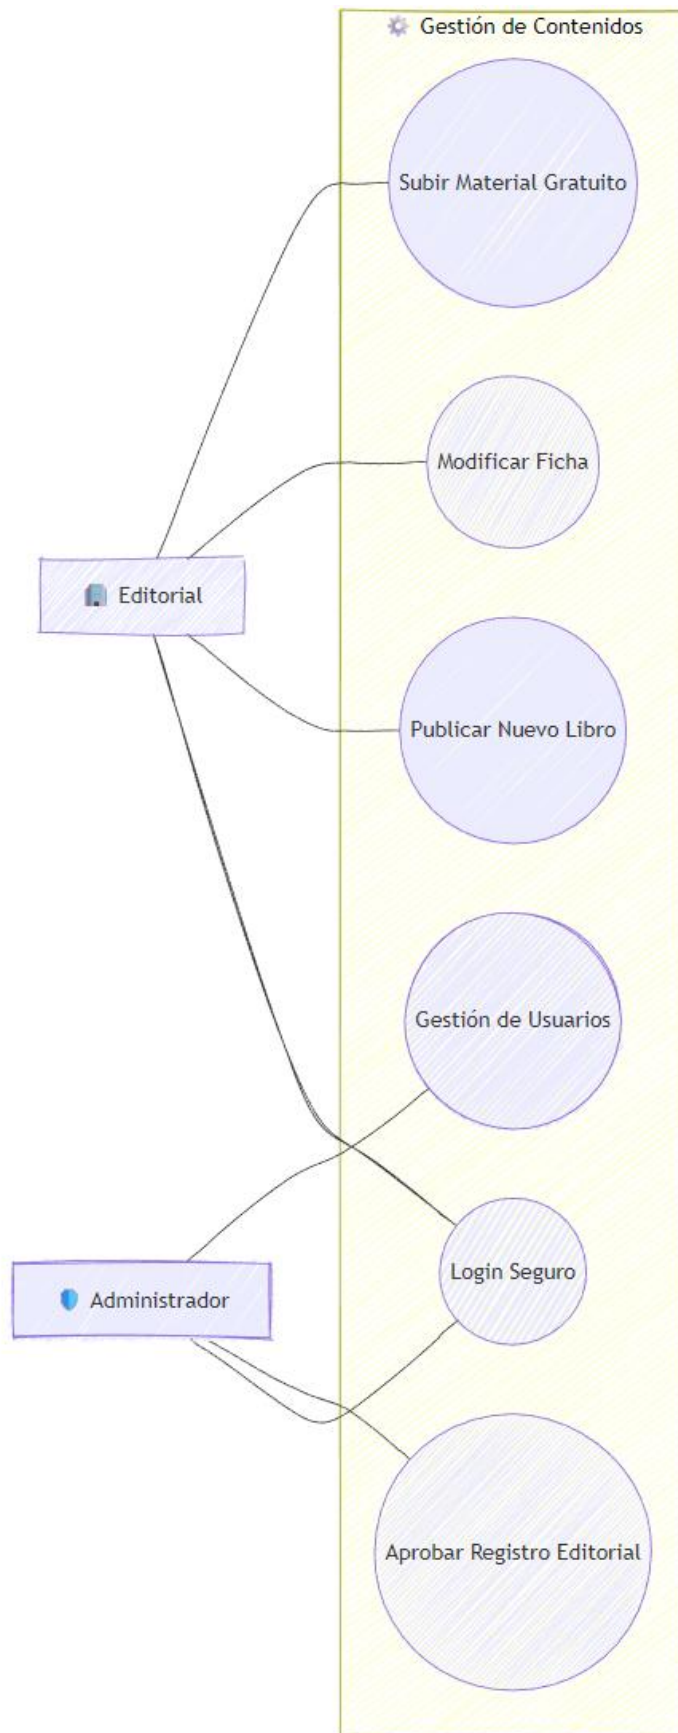 Gestión de Contenidos
Subir Material Gratuito
Modificar Ficha
Editorial
Publicar Nuevo Libro
Gestión de Usuarios
Login Seguro
Administrador
Aprobar Registro Editorial